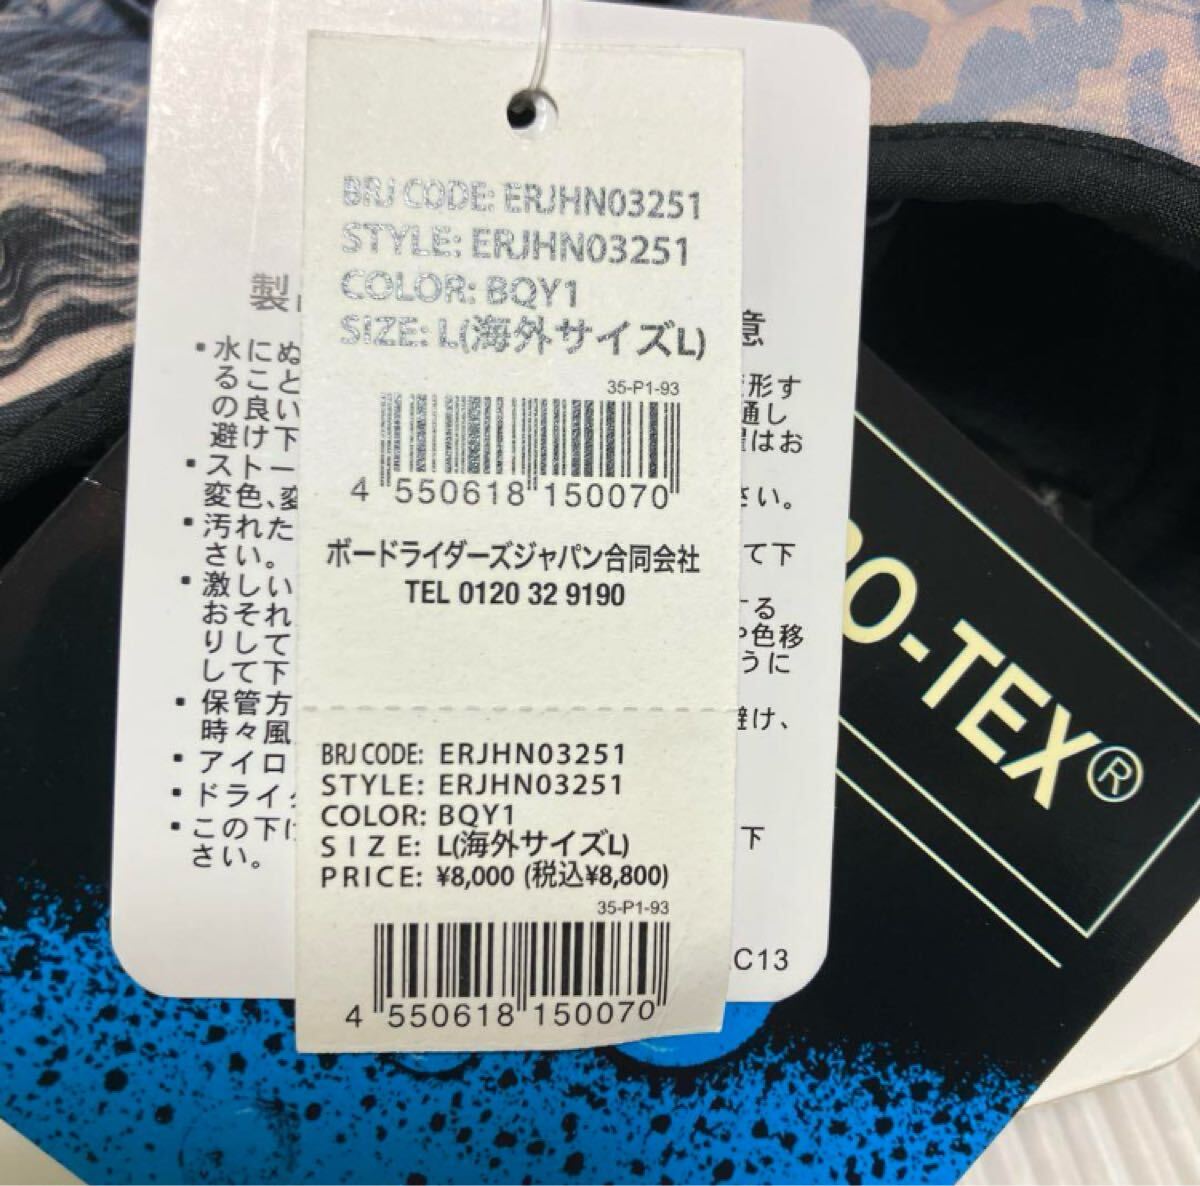 BRJ CODE: ERJHN03251
STYLE: ERJHN03251
COLOR: BQY1
SIZE: L(海外サイズL)
35-P1-93
4 550618 150070
ボードライダーズジャパン合同会社
TEL 0120 32 9190
BRJ CODE: ERJHN03251
STYLE: ERJHN03251
COLOR: BQY1
SIZE: L(海外サイズL)
PRICE: ¥8,000 (税込¥8,800)
35-P1-93
4 550618 150070
製
意
・水にぬ
ること
の良い
避け下
・ストー
変色、変
・汚れた
さい。
・激しい
おそれ
りして
して下
・保管方
時々風
・アイロ
・ドライ
・この下げ
さい。
形す
通し
はお
さい。
て下
する
や色移
うに
避け、
下
C13
O-TEX®